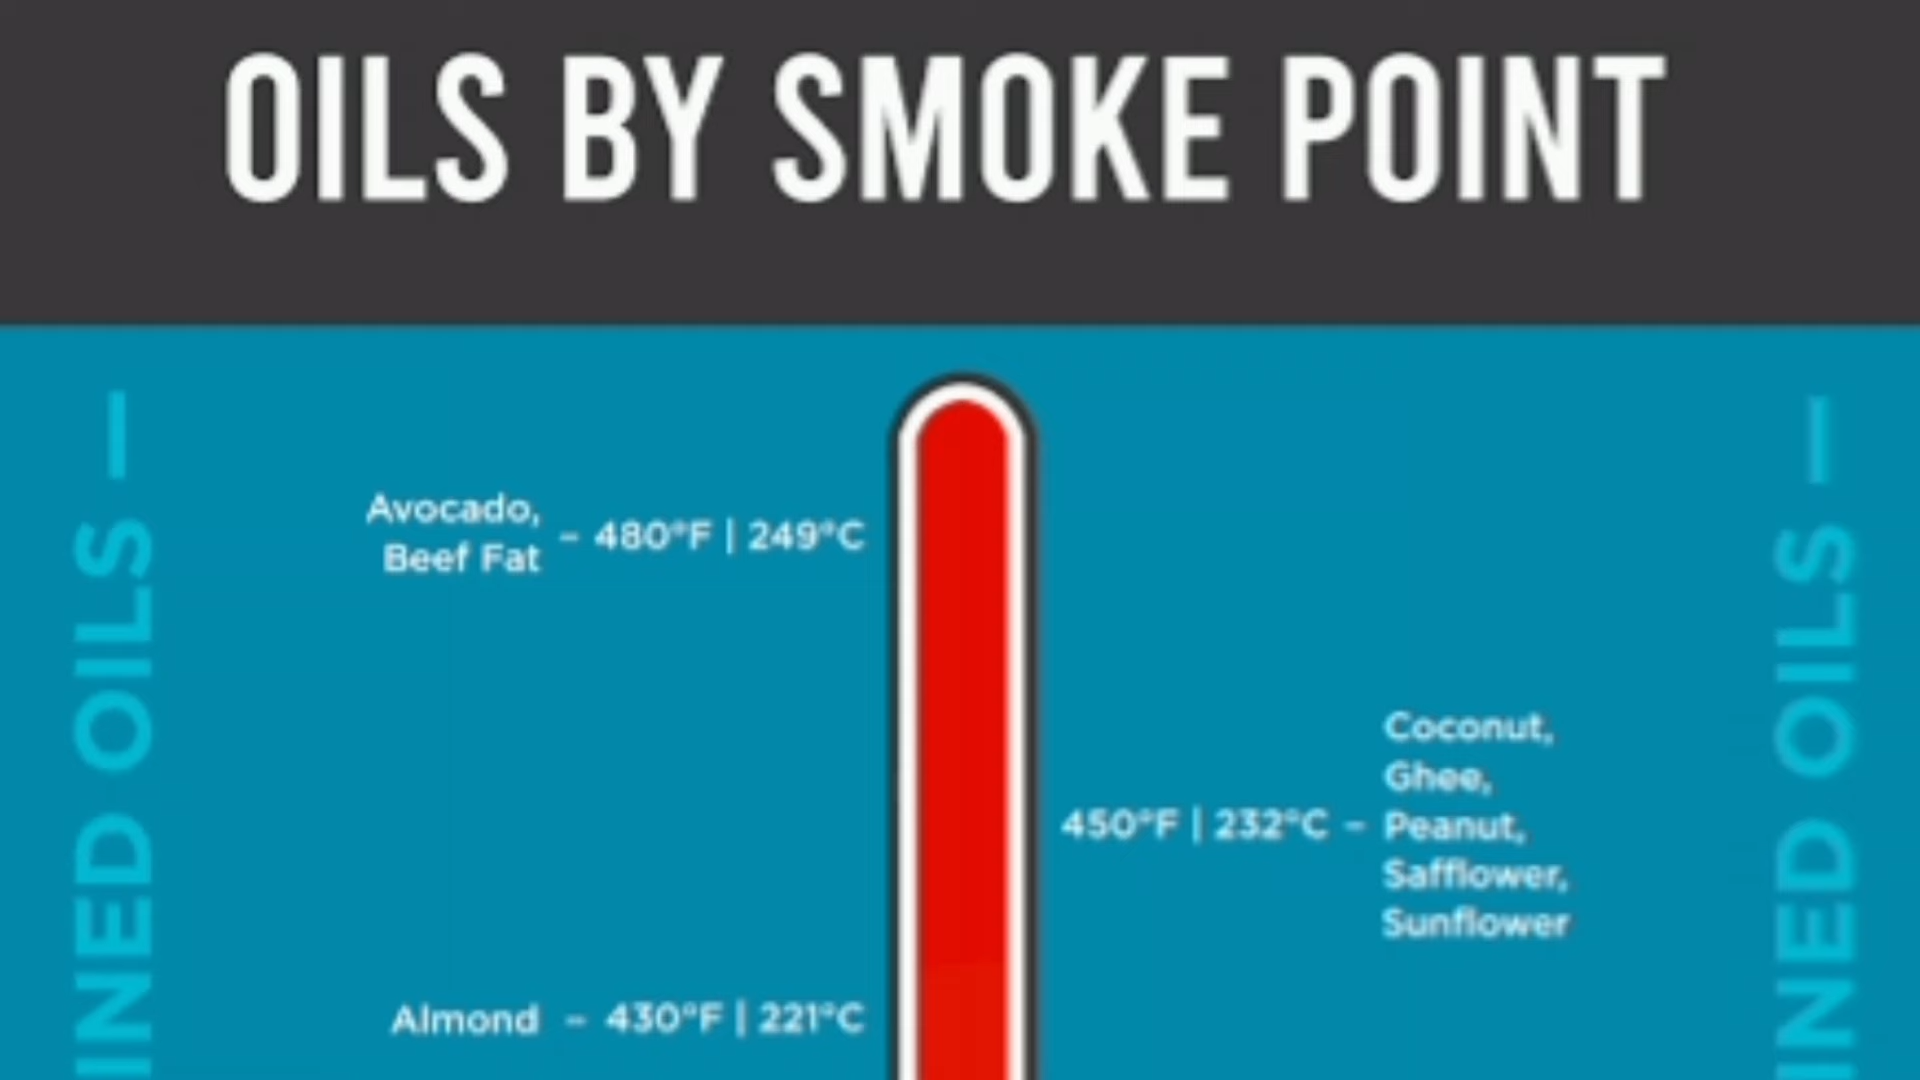 OILS BY SMOKE POINT
Avocado,
Beef Fat – 480°F | 249°C
450°F | 232°C – Coconut,
Ghee,
Peanut,
Safflower,
Sunflower
Almond – 430°F | 221°C
INED OILS —
INED OILS —